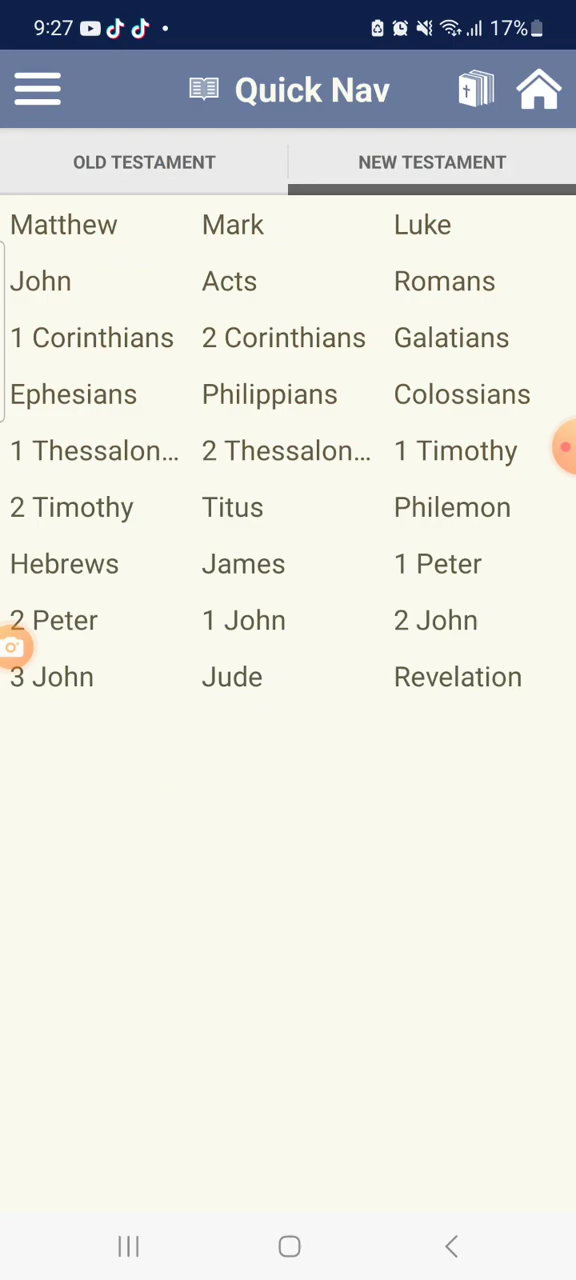 9:27 17%
Quick Nav
OLD TESTAMENT NEW TESTAMENT
Matthew Mark Luke
John Acts Romans
1 Corinthians 2 Corinthians Galatians
Ephesians Philippians Colossians
1 Thessalon... 2 Thessalon... 1 Timothy
2 Timothy Titus Philemon
Hebrews James 1 Peter
2 Peter 1 John 2 John
3 John Jude Revelation